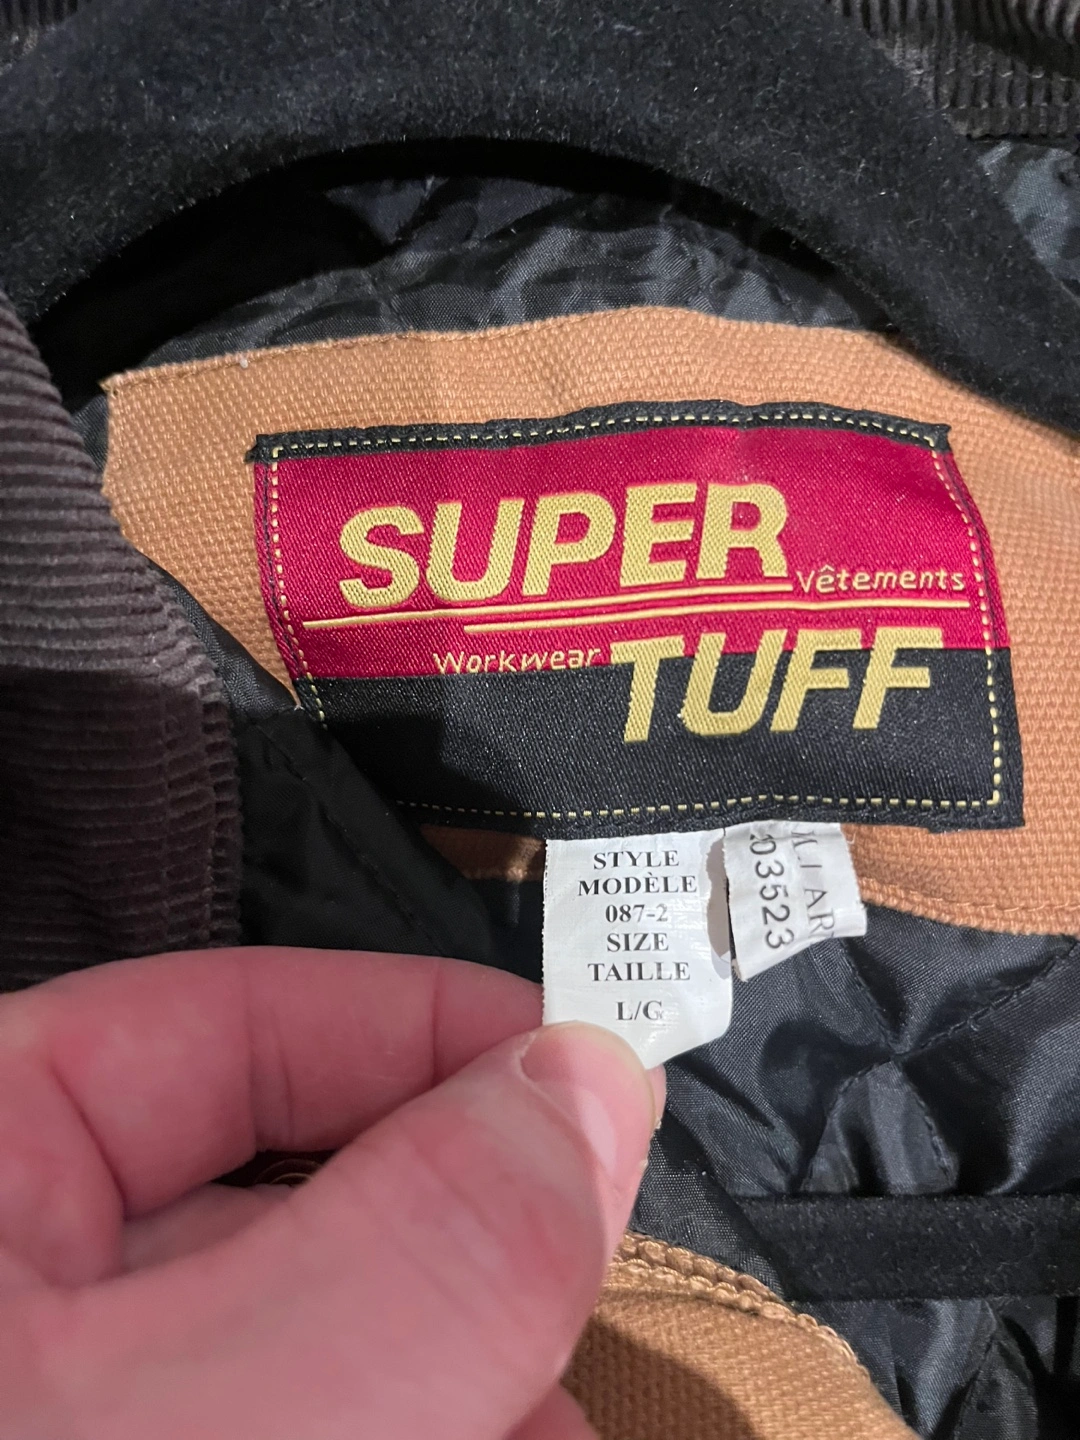 SUPER
Vêtements
Workwear TUFF
STYLE
MODÈLE
087-2
SIZE
TAILLE
L/G
03523